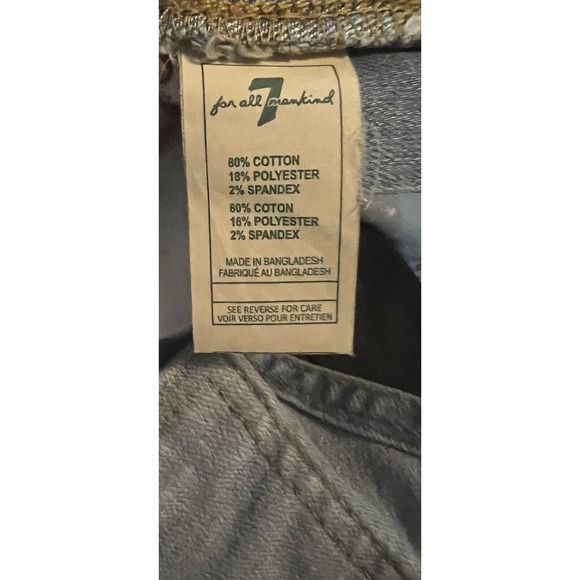 7 for all mankind
80% COTTON
18% POLYESTER
2% SPANDEX
80% COTON
18% POLYESTER
2% SPANDEX
MADE IN BANGLADESH
FABRIQUÉ AU BANGLADESH
SEE REVERSE FOR CARE
VOIR VERSO POUR ENTRETIEN